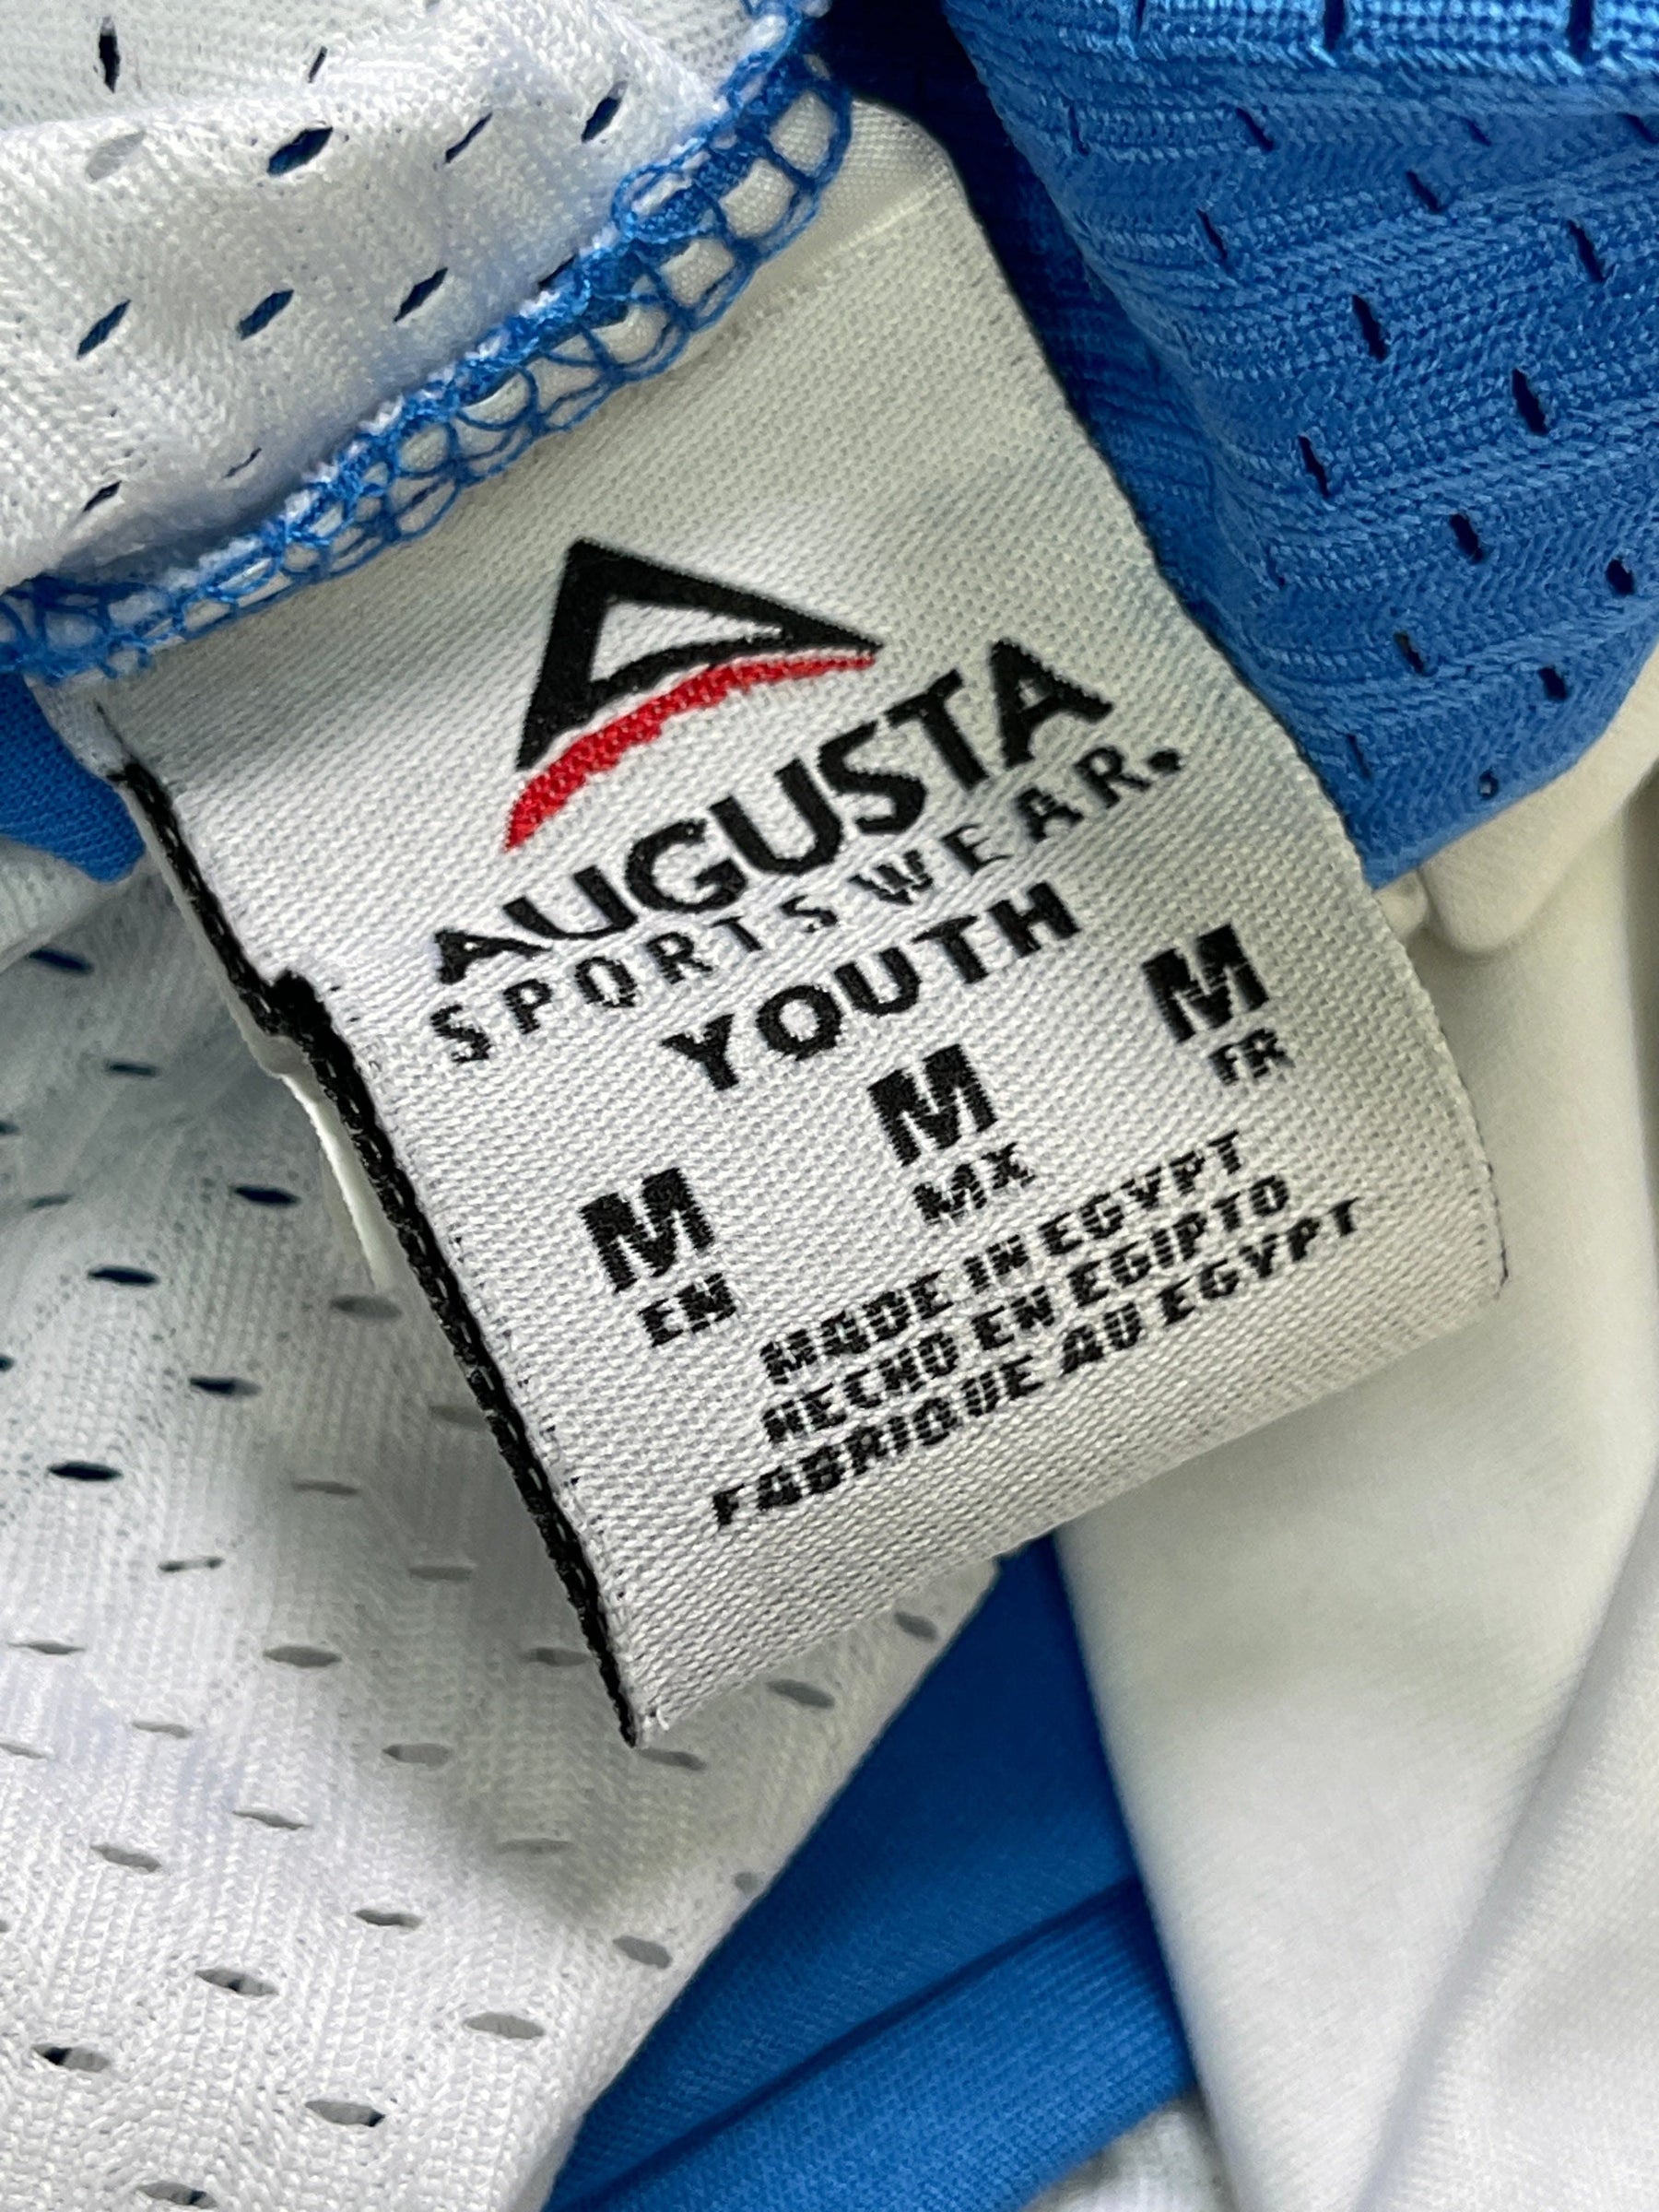 AUGUSTA
SPORTSWEAR.
YOUTH
M M M
EN MX FR
MADE IN EGYPT
HECHO EN EGIPTO
FABRIQUE AU EGYPT